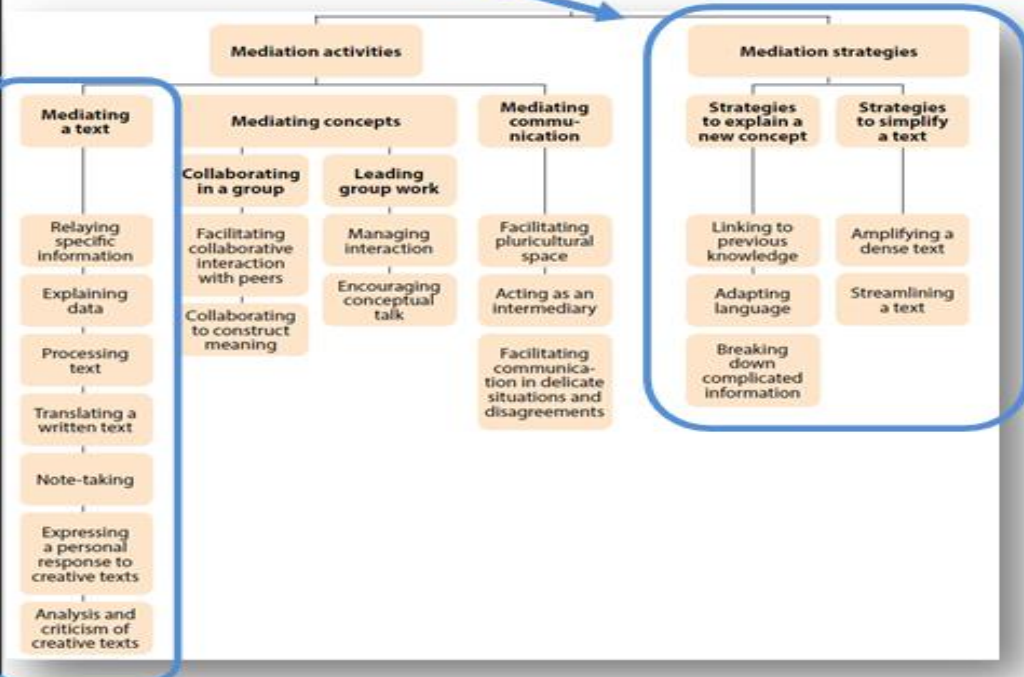 Mediation activities
Mediation strategies
Mediating
a text
Mediating concepts
Mediating
commu-
nication
Strategies
to explain a
new concept
Strategies
to simplify
a text
Collaborating
in a group
Leading
group work
Relaying
specific
information
Explaining
data
Processing
text
Translating a
written text
Note-taking
Expressing
a personal
response to
creative texts
Analysis and
criticism of
creative texts
Facilitating
collaborative
interaction
with peers
Collaborating
to construct
meaning
Managing
interaction
Encouraging
conceptual
talk
Facilitating
pluricultural
space
Acting as an
intermediary
Facilitating
communica-
tion in delicate
situations and
disagreements
Linking to
previous
knowledge
Adapting
language
Breaking
down
complicated
information
Amplifying a
dense text
Streamlining
a text